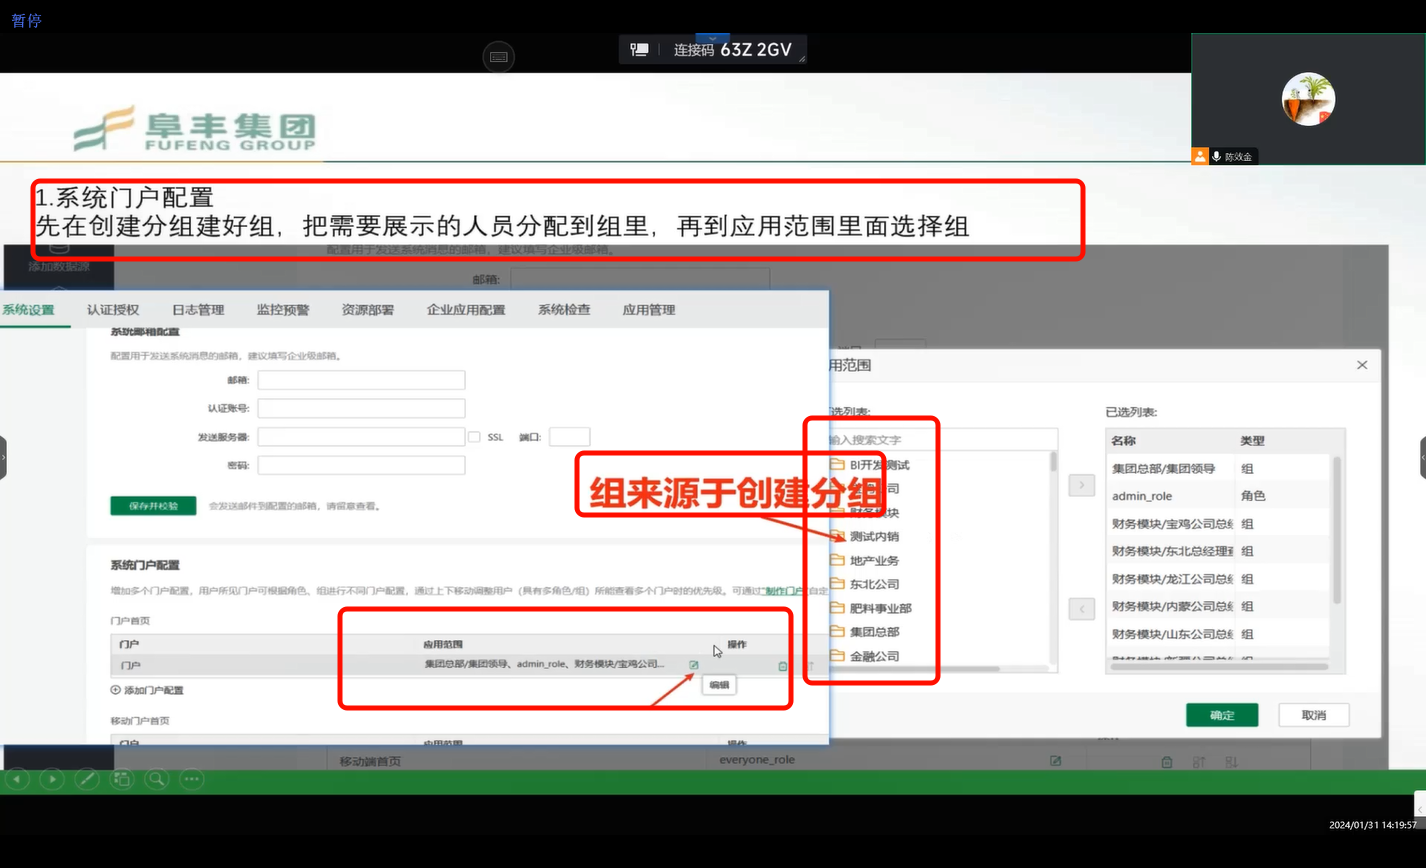 暂停
连接码 63Z 2GV
陈效金
阜丰集团
FUFENG GROUP
1.系统门户配置
先在创建分组建好组，把需要展示的人员分配到组里，再到应用范围里面选择组
配置用于发送系统消息的邮箱，建议填写企业级邮箱。
添加数据源
邮箱:
系统设置 认证授权 日志管理 监控预警 资源部署 企业应用配置 系统检查 应用管理
系统邮箱配置
配置用于发送系统消息的邮箱，建议填写企业级邮箱。
邮箱:
认证账号:
发送服务器: SSL 端口:
密码:
保存并校验 会发送邮件到配置的邮箱，请留意查看。
系统门户配置
增加多个门户配置，用户所见门户可根据角色、组进行不同门户配置，通过上下移动调整用户（具有多角色/组）所能查看多个门户时的优先级。可通过"制作门户"自定
门户首页
门户 应用范围 操作
门户 集团总部/集团领导、admin_role、财务模块/宝鸡公司...
编辑
添加门户配置
移动门户首页
门户 应用范围 操作
组来源于创建分组
用范围
选列表:
输入搜索文字
BI开发测试
公司
财务模块
测试内销
地产业务
东北公司
肥料事业部
集团总部
金融公司
已选列表:
名称 类型
集团总部/集团领导 组
admin_role 角色
财务模块/宝鸡公司总经 组
财务模块/东北总经理直 组
财务模块/龙江公司总经 组
财务模块/内蒙公司总经 组
财务模块/山东公司总经 组
财务模块/新疆公司总经 组
确定 取消
移动端首页 everyone_role
2024/01/31 14:19:57